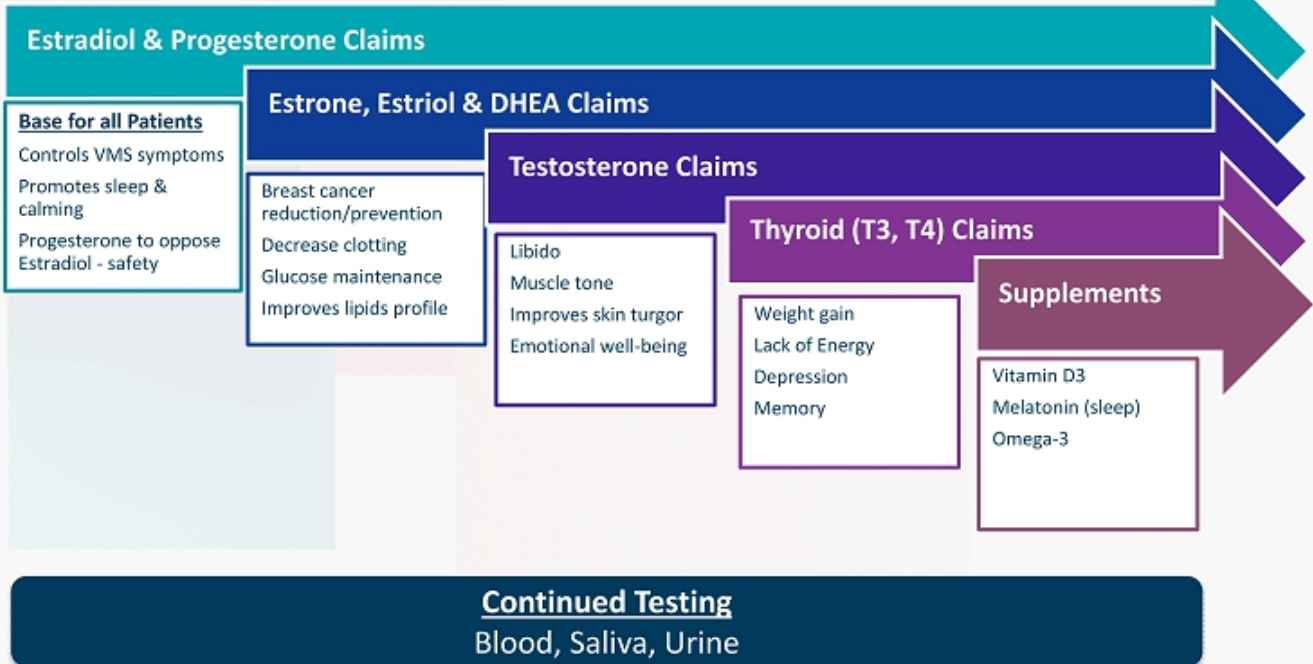 Estradiol & Progesterone Claims
Base for all Patients
Controls VMS symptoms
Promotes sleep &
calming
Progesterone to oppose
Estradiol - safety
Estrone, Estriol & DHEA Claims
Breast cancer
reduction/prevention
Decrease clotting
Glucose maintenance
Improves lipids profile
Testosterone Claims
Libido
Muscle tone
Improves skin turgor
Emotional well-being
Thyroid (T3, T4) Claims
Weight gain
Lack of Energy
Depression
Memory
Supplements
Vitamin D3
Melatonin (sleep)
Omega-3
Continued Testing
Blood, Saliva, Urine